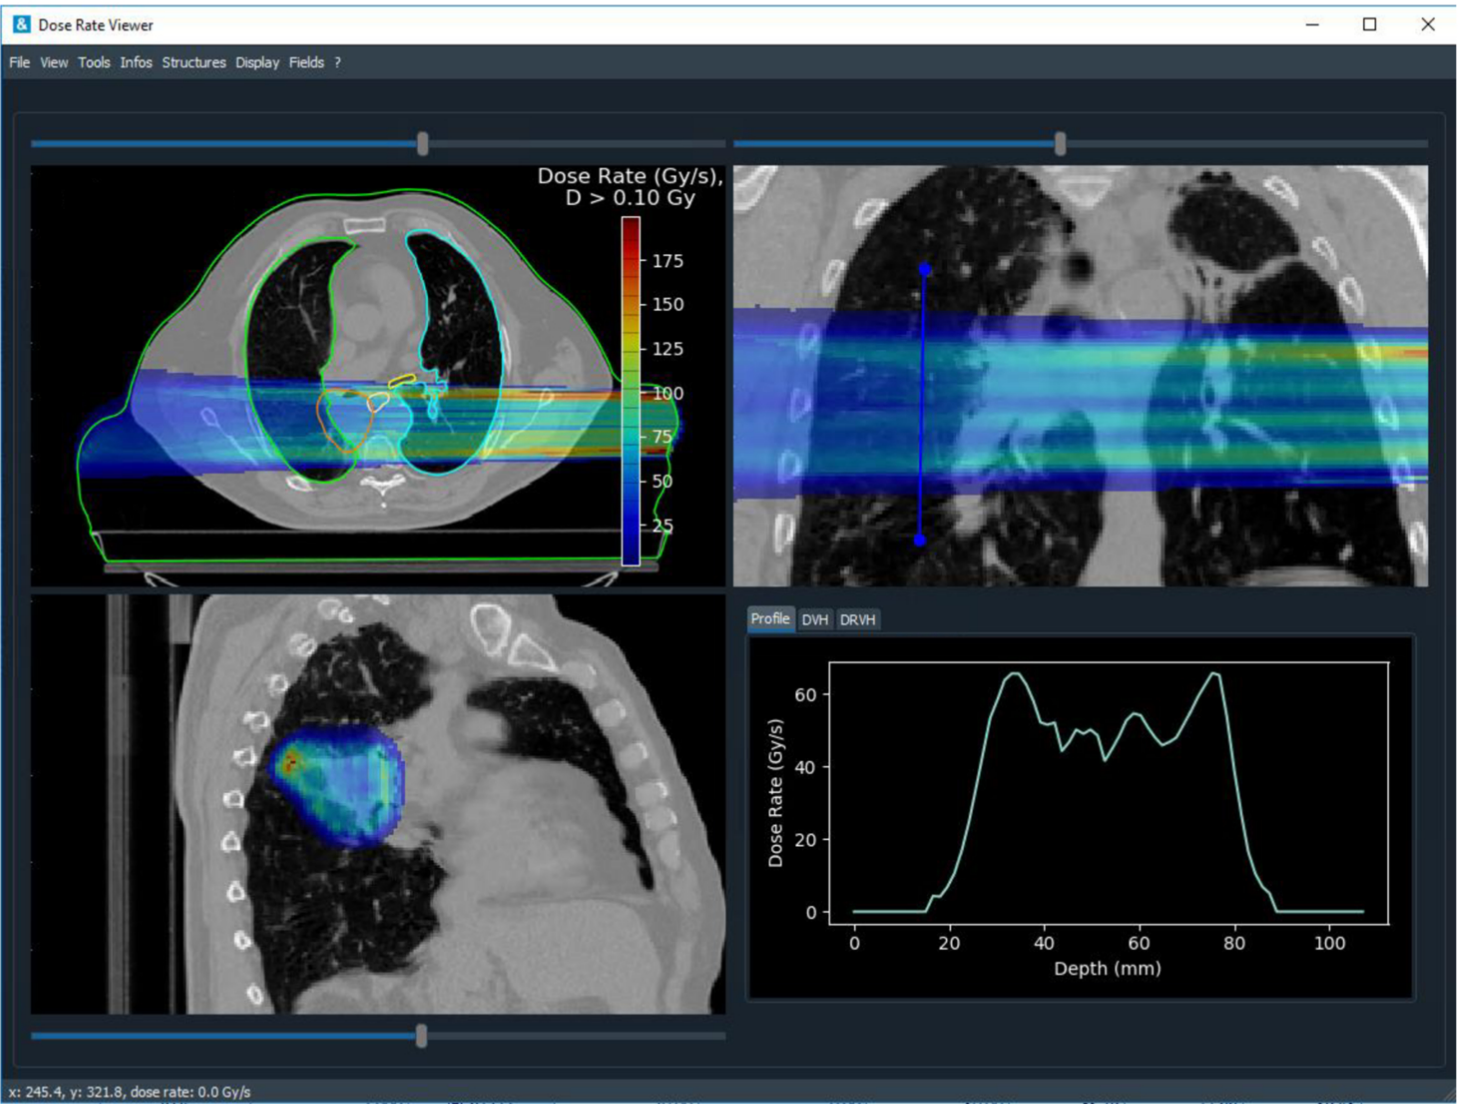 & Dose Rate Viewer
File View Tools Infos Structures Display Fields ?
Dose Rate (Gy/s),
D > 0.10 Gy
175
150
125
100
75
50
25
Profile DVH DRVH
Dose Rate (Gy/s)
60
40
20
0
0 20 40 60 80 100
Depth (mm)
x: 245.4, y: 321.8, dose rate: 0.0 Gy/s